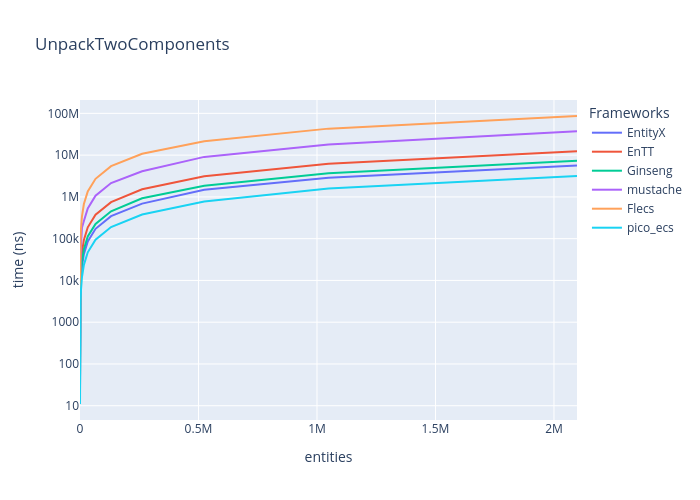 UnpackTwoComponents
100M
10M
1M
100k
10k
1000
100
10
time (ns)
0
0.5M
1M
1.5M
2M
entities
Frameworks
EntityX
EnTT
Ginseng
mustache
Flecs
pico_ecs